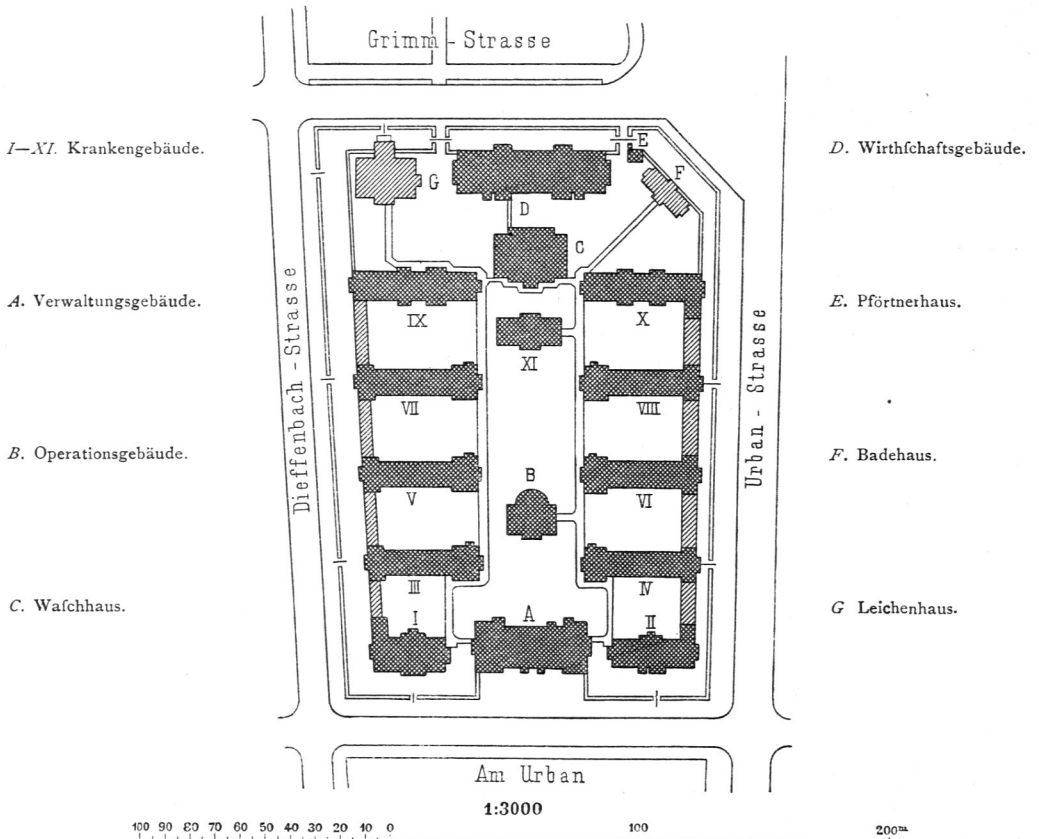 Grimm - Strasse
I—XI. Krankengebäude.
D. Wirthſchaftsgebäude.
E
F
G
D
C
A. Verwaltungsgebäude.
E. Pförtnerhaus.
Dieffenbach - Strasse
Urban - Strasse
IX
X
XI
VII
VIII
B. Operationsgebäude.
F. Badehaus.
B
V
VI
III
IV
C. Waſchhaus.
G Leichenhaus.
I
A
II
Am Urban
1:3000
100 90 80 70 60 50 40 30 20 10 0 100 200m